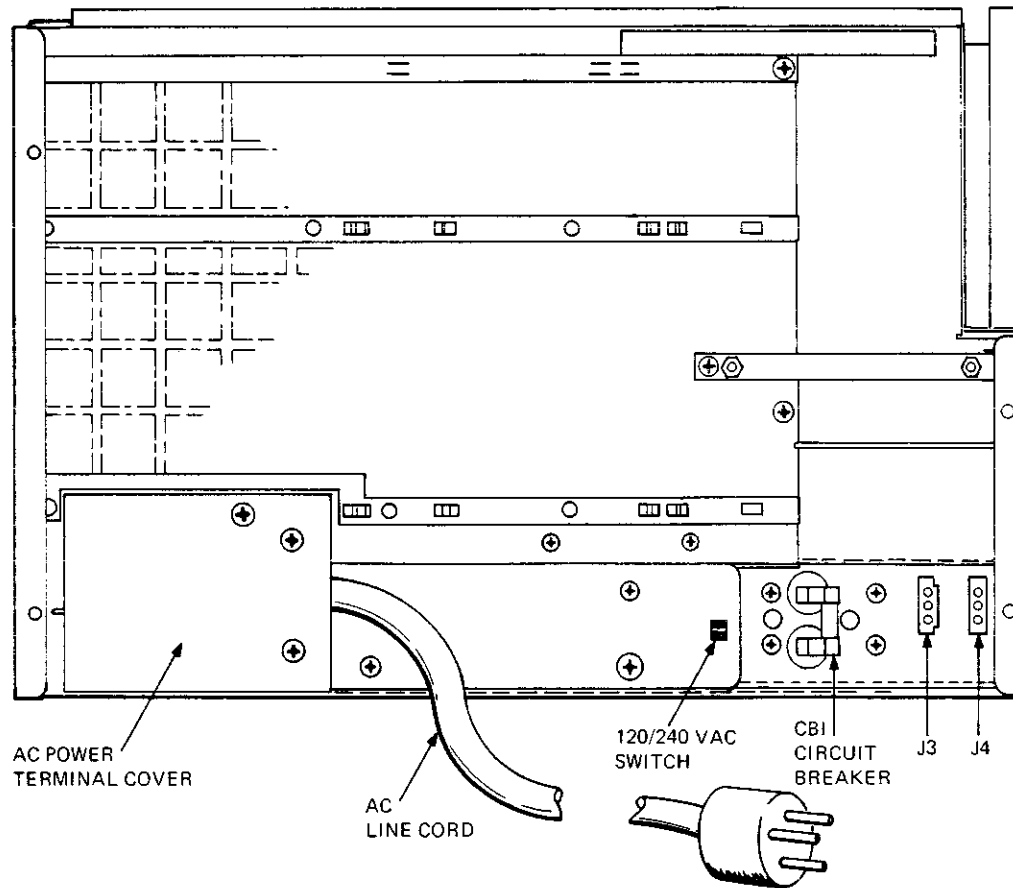 AC POWER
TERMINAL COVER
AC
LINE CORD
120/240 VAC
SWITCH
CBI
CIRCUIT
BREAKER
J3
J4